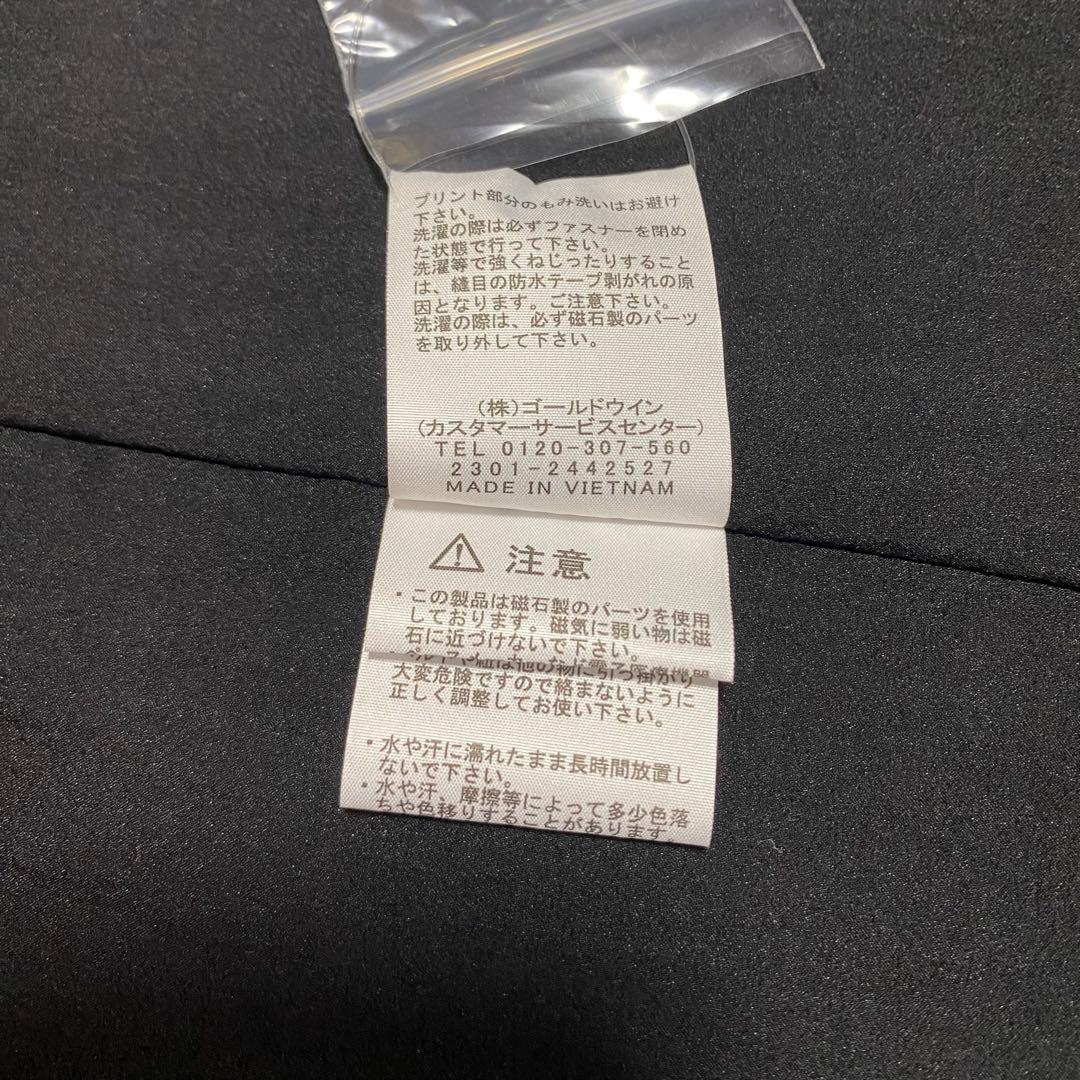 プリント部分のもみ洗いはお避け
下さい。
洗濯の際は必ずファスナーを閉め
た状態で行って下さい。
洗濯等で強くねじったりすること
は、縫目の防水テープ剥がれの原
因となります。ご注意下さい。
洗濯の際は、必ず磁石製のパーツ
を取り外して下さい。
(株)ゴールドウイン
(カスタマーサービスセンター)
TEL 0120-307-560
2301-2442527
MADE IN VIETNAM
注意
・この製品は磁石製のパーツを使用
しております。磁気に弱い物は磁
石に近づけないで下さい。
大変危険ですので絡まないように
正しく調整してお使い下さい。
・水や汗に濡れたまま長時間放置し
ないで下さい。
・水や汗、摩擦等によって多少色落
ちや色移りすることがあります。